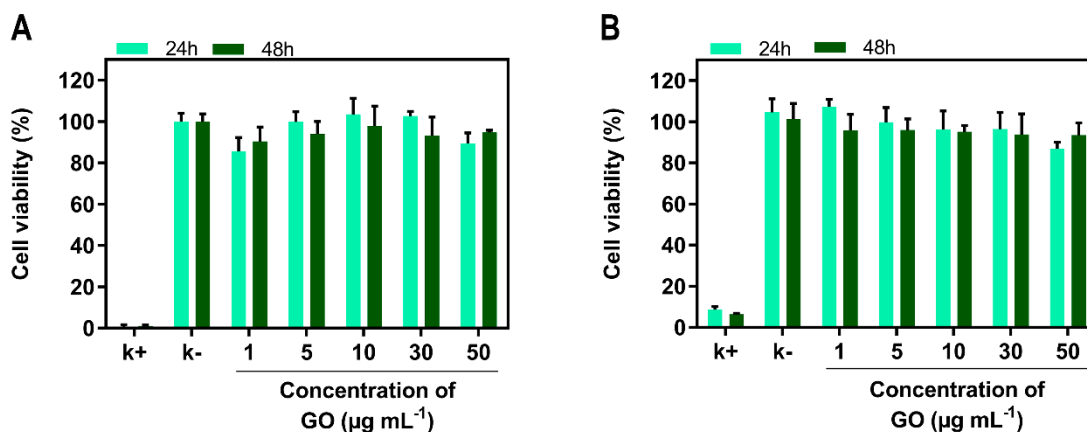 A
24h 48h
Cell viability (%)
120
100
80
60
40
20
0
k+ k- 1 5 10 30 50
Concentration of
GO (µg mL⁻¹)
B
24h 48h
Cell viability (%)
120
100
80
60
40
20
0
k+ k- 1 5 10 30 50
Concentration of
GO (µg mL⁻¹)